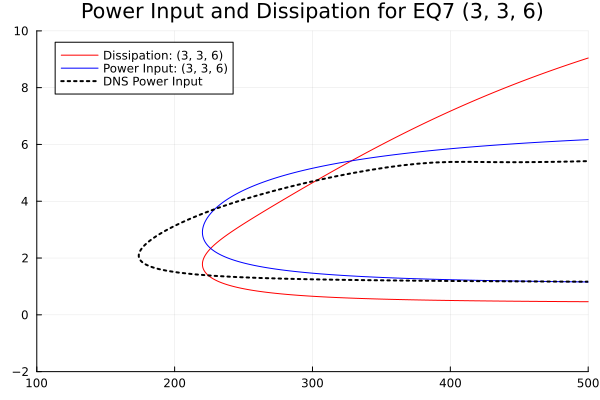 Power Input and Dissipation for EQ7 (3, 3, 6)
10
Dissipation: (3, 3, 6)
Power Input: (3, 3, 6)
DNS Power Input
8
6
4
2
0
−2
100 200 300 400 500